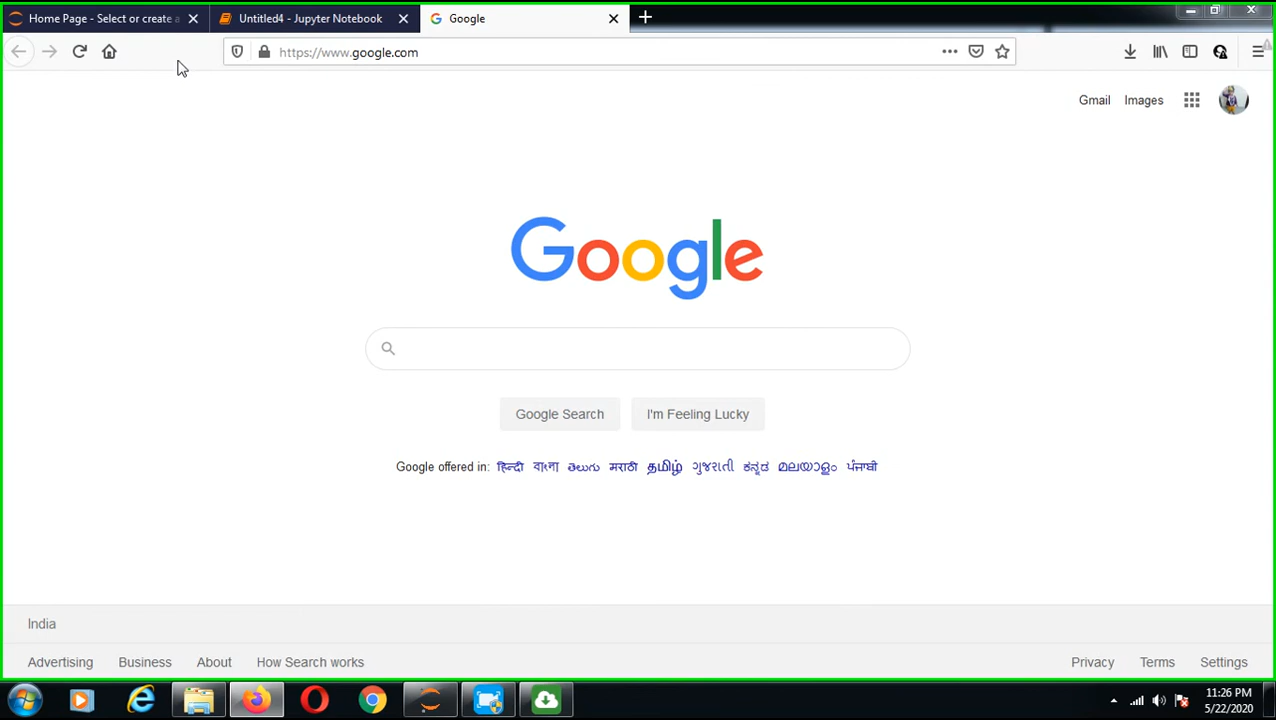 Home Page - Select or create a
Untitled4 - Jupyter Notebook
Google
https://www.google.com
Gmail
Images
Google
Google Search
I'm Feeling Lucky
Google offered in: हिन्दी বাংলা తెలుగు मराठी தமிழ் ગુજરાતી ಕನ್ನಡ മലയാളം ਪੰਜਾਬੀ
India
Advertising
Business
About
How Search works
Privacy
Terms
Settings
11:26 PM
5/22/2020